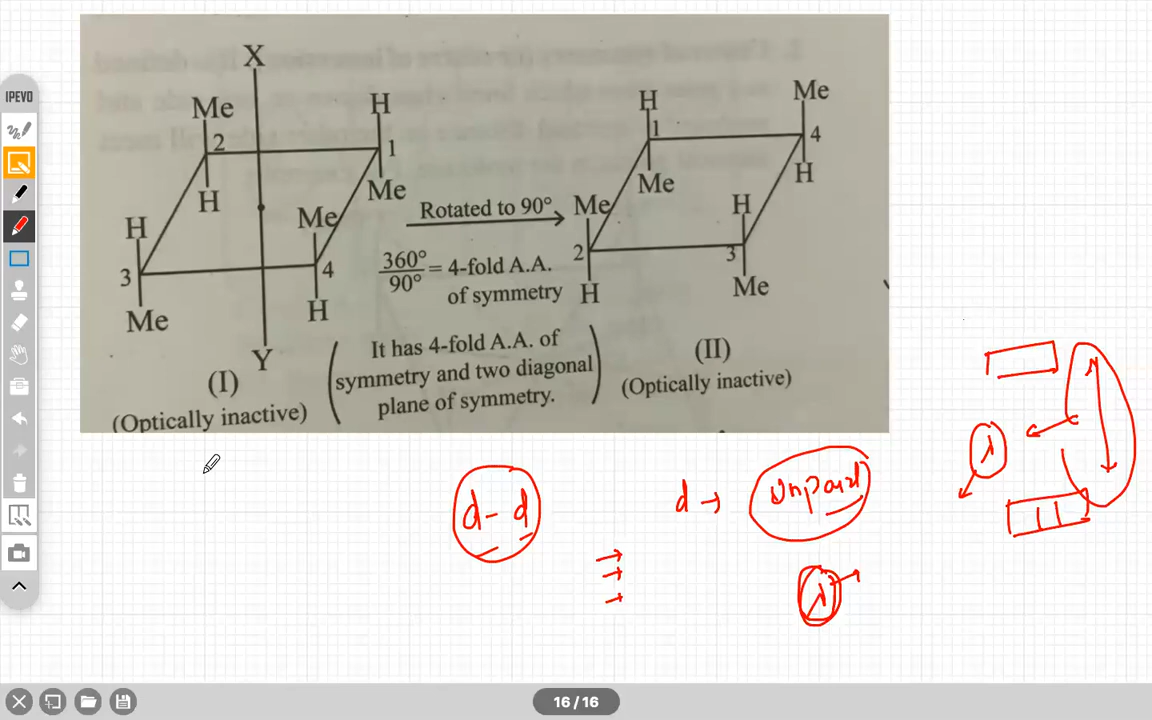 IPEVO
X
Me
H
2
1
H
Me
H
Me
3
4
Me
H
Y
(I)
(Optically inactive)
Rotated to 90°
360°/90° = 4-fold A.A.
of symmetry
(It has 4-fold A.A. of
symmetry and two diagonal
plane of symmetry.)
H
Me
1
4
Me
H
Me
H
2
3
H
Me
(II)
(Optically inactive)
d - d
d → unpaired
λ
λ
16 / 16